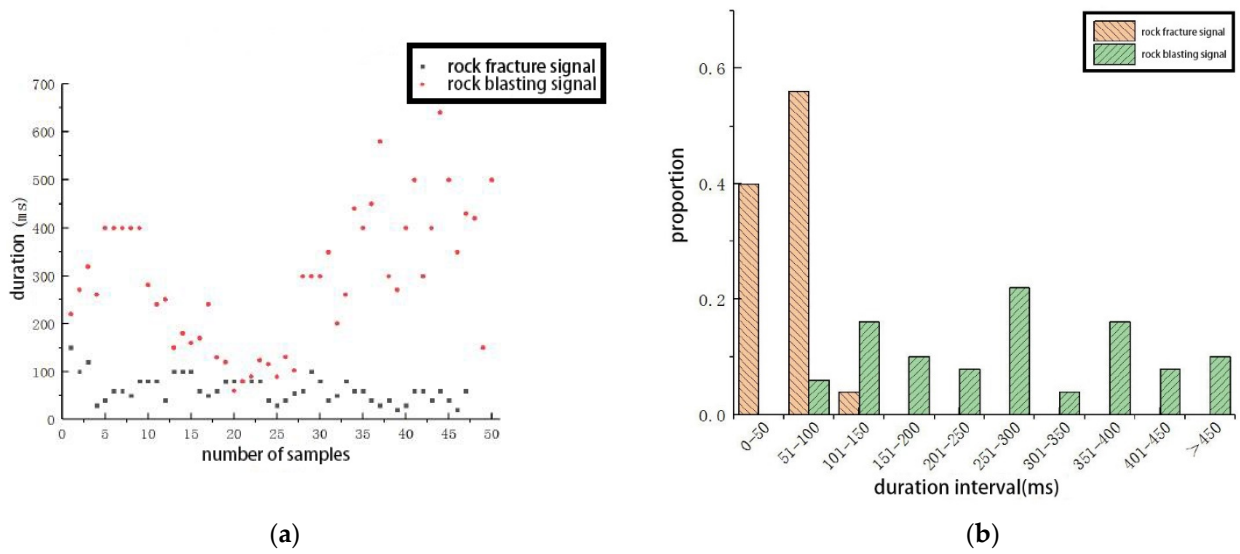 rock fracture signal
rock blasting signal
700
600
500
400
300
200
100
0
duration (ms)
0 5 10 15 20 25 30 35 40 45 50
number of samples
(a)
rock fracture signal
rock blasting signal
0.6
0.4
0.2
0.0
proportion
0-50 51-100 101-150 151-200 201-250 251-300 301-350 351-400 401-450 >450
duration interval(ms)
(b)